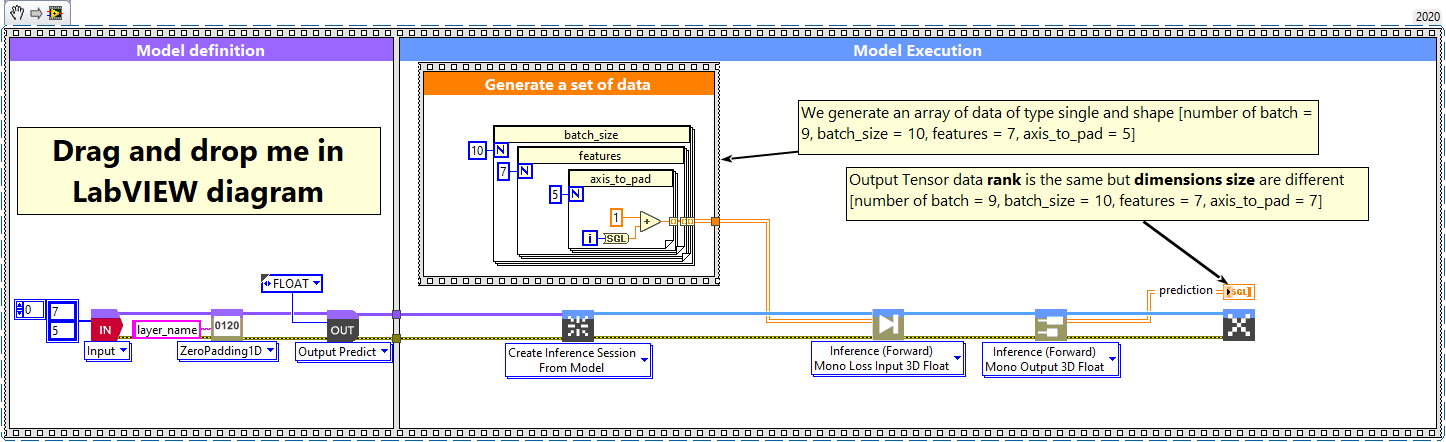 2020
Model definition
Model Execution
Drag and drop me in
LabVIEW diagram
Generate a set of data
batch_size
10
N
features
7
N
axis_to_pad
5
N
1
+
i
SGL
We generate an array of data of type single and shape [number of batch =
9, batch_size = 10, features = 7, axis_to_pad = 5]
Output Tensor data rank is the same but dimensions size are different
[number of batch = 9, batch_size = 10, features = 7, axis_to_pad = 7]
FLOAT
0
7
5
IN
Input
layer_name
0120
ZeroPadding1D
OUT
Output Predict
Create Inference Session
From Model
Inference (Forward)
Mono Loss Input 3D Float
Inference (Forward)
Mono Output 3D Float
prediction
SGL